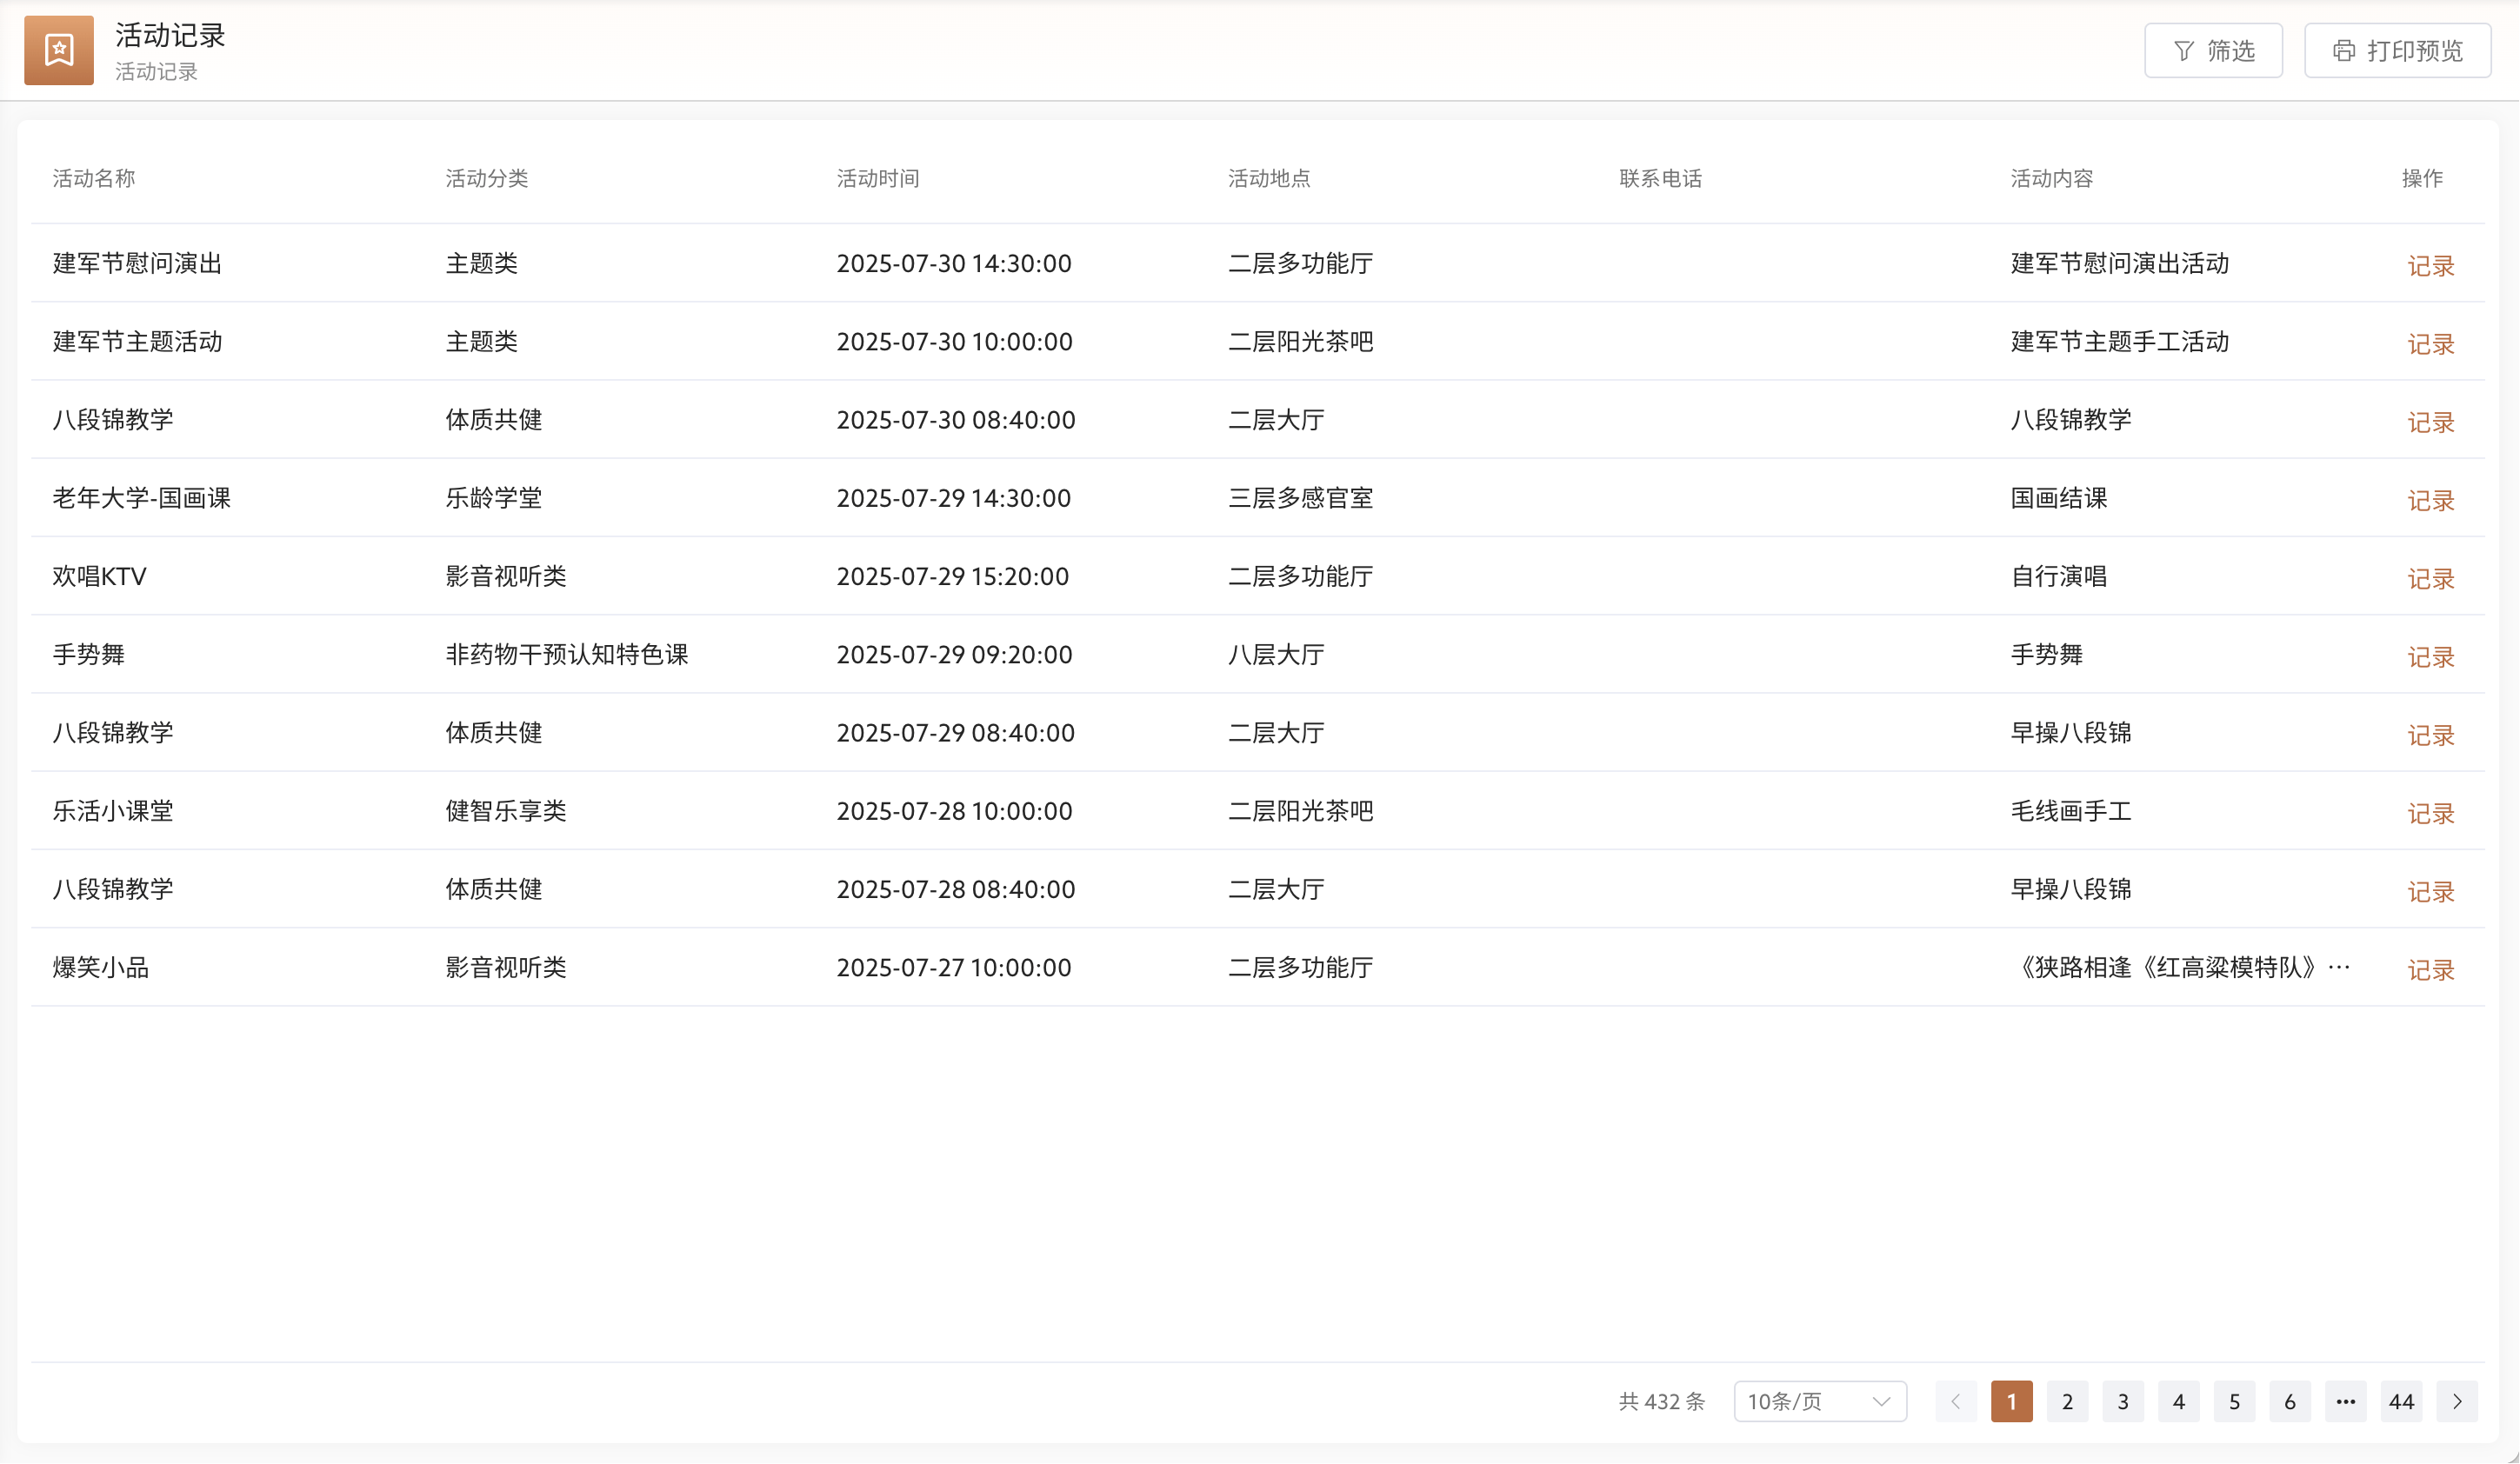 活动记录
活动记录
筛选
打印预览
活动名称 活动分类 活动时间 活动地点 联系电话 活动内容 操作
建军节慰问演出 主题类 2025-07-30 14:30:00 二层多功能厅 建军节慰问演出活动 记录
建军节主题活动 主题类 2025-07-30 10:00:00 二层阳光茶吧 建军节主题手工活动 记录
八段锦教学 体质共健 2025-07-30 08:40:00 二层大厅 八段锦教学 记录
老年大学-国画课 乐龄学堂 2025-07-29 14:30:00 三层多感官室 国画结课 记录
欢唱KTV 影音视听类 2025-07-29 15:20:00 二层多功能厅 自行演唱 记录
手势舞 非药物干预认知特色课 2025-07-29 09:20:00 八层大厅 手势舞 记录
八段锦教学 体质共健 2025-07-29 08:40:00 二层大厅 早操八段锦 记录
乐活小课堂 健智乐享类 2025-07-28 10:00:00 二层阳光茶吧 毛线画手工 记录
八段锦教学 体质共健 2025-07-28 08:40:00 二层大厅 早操八段锦 记录
爆笑小品 影音视听类 2025-07-27 10:00:00 二层多功能厅 《狭路相逢《红高粱模特队》… 记录
共 432 条 10条/页 1 2 3 4 5 6 ••• 44